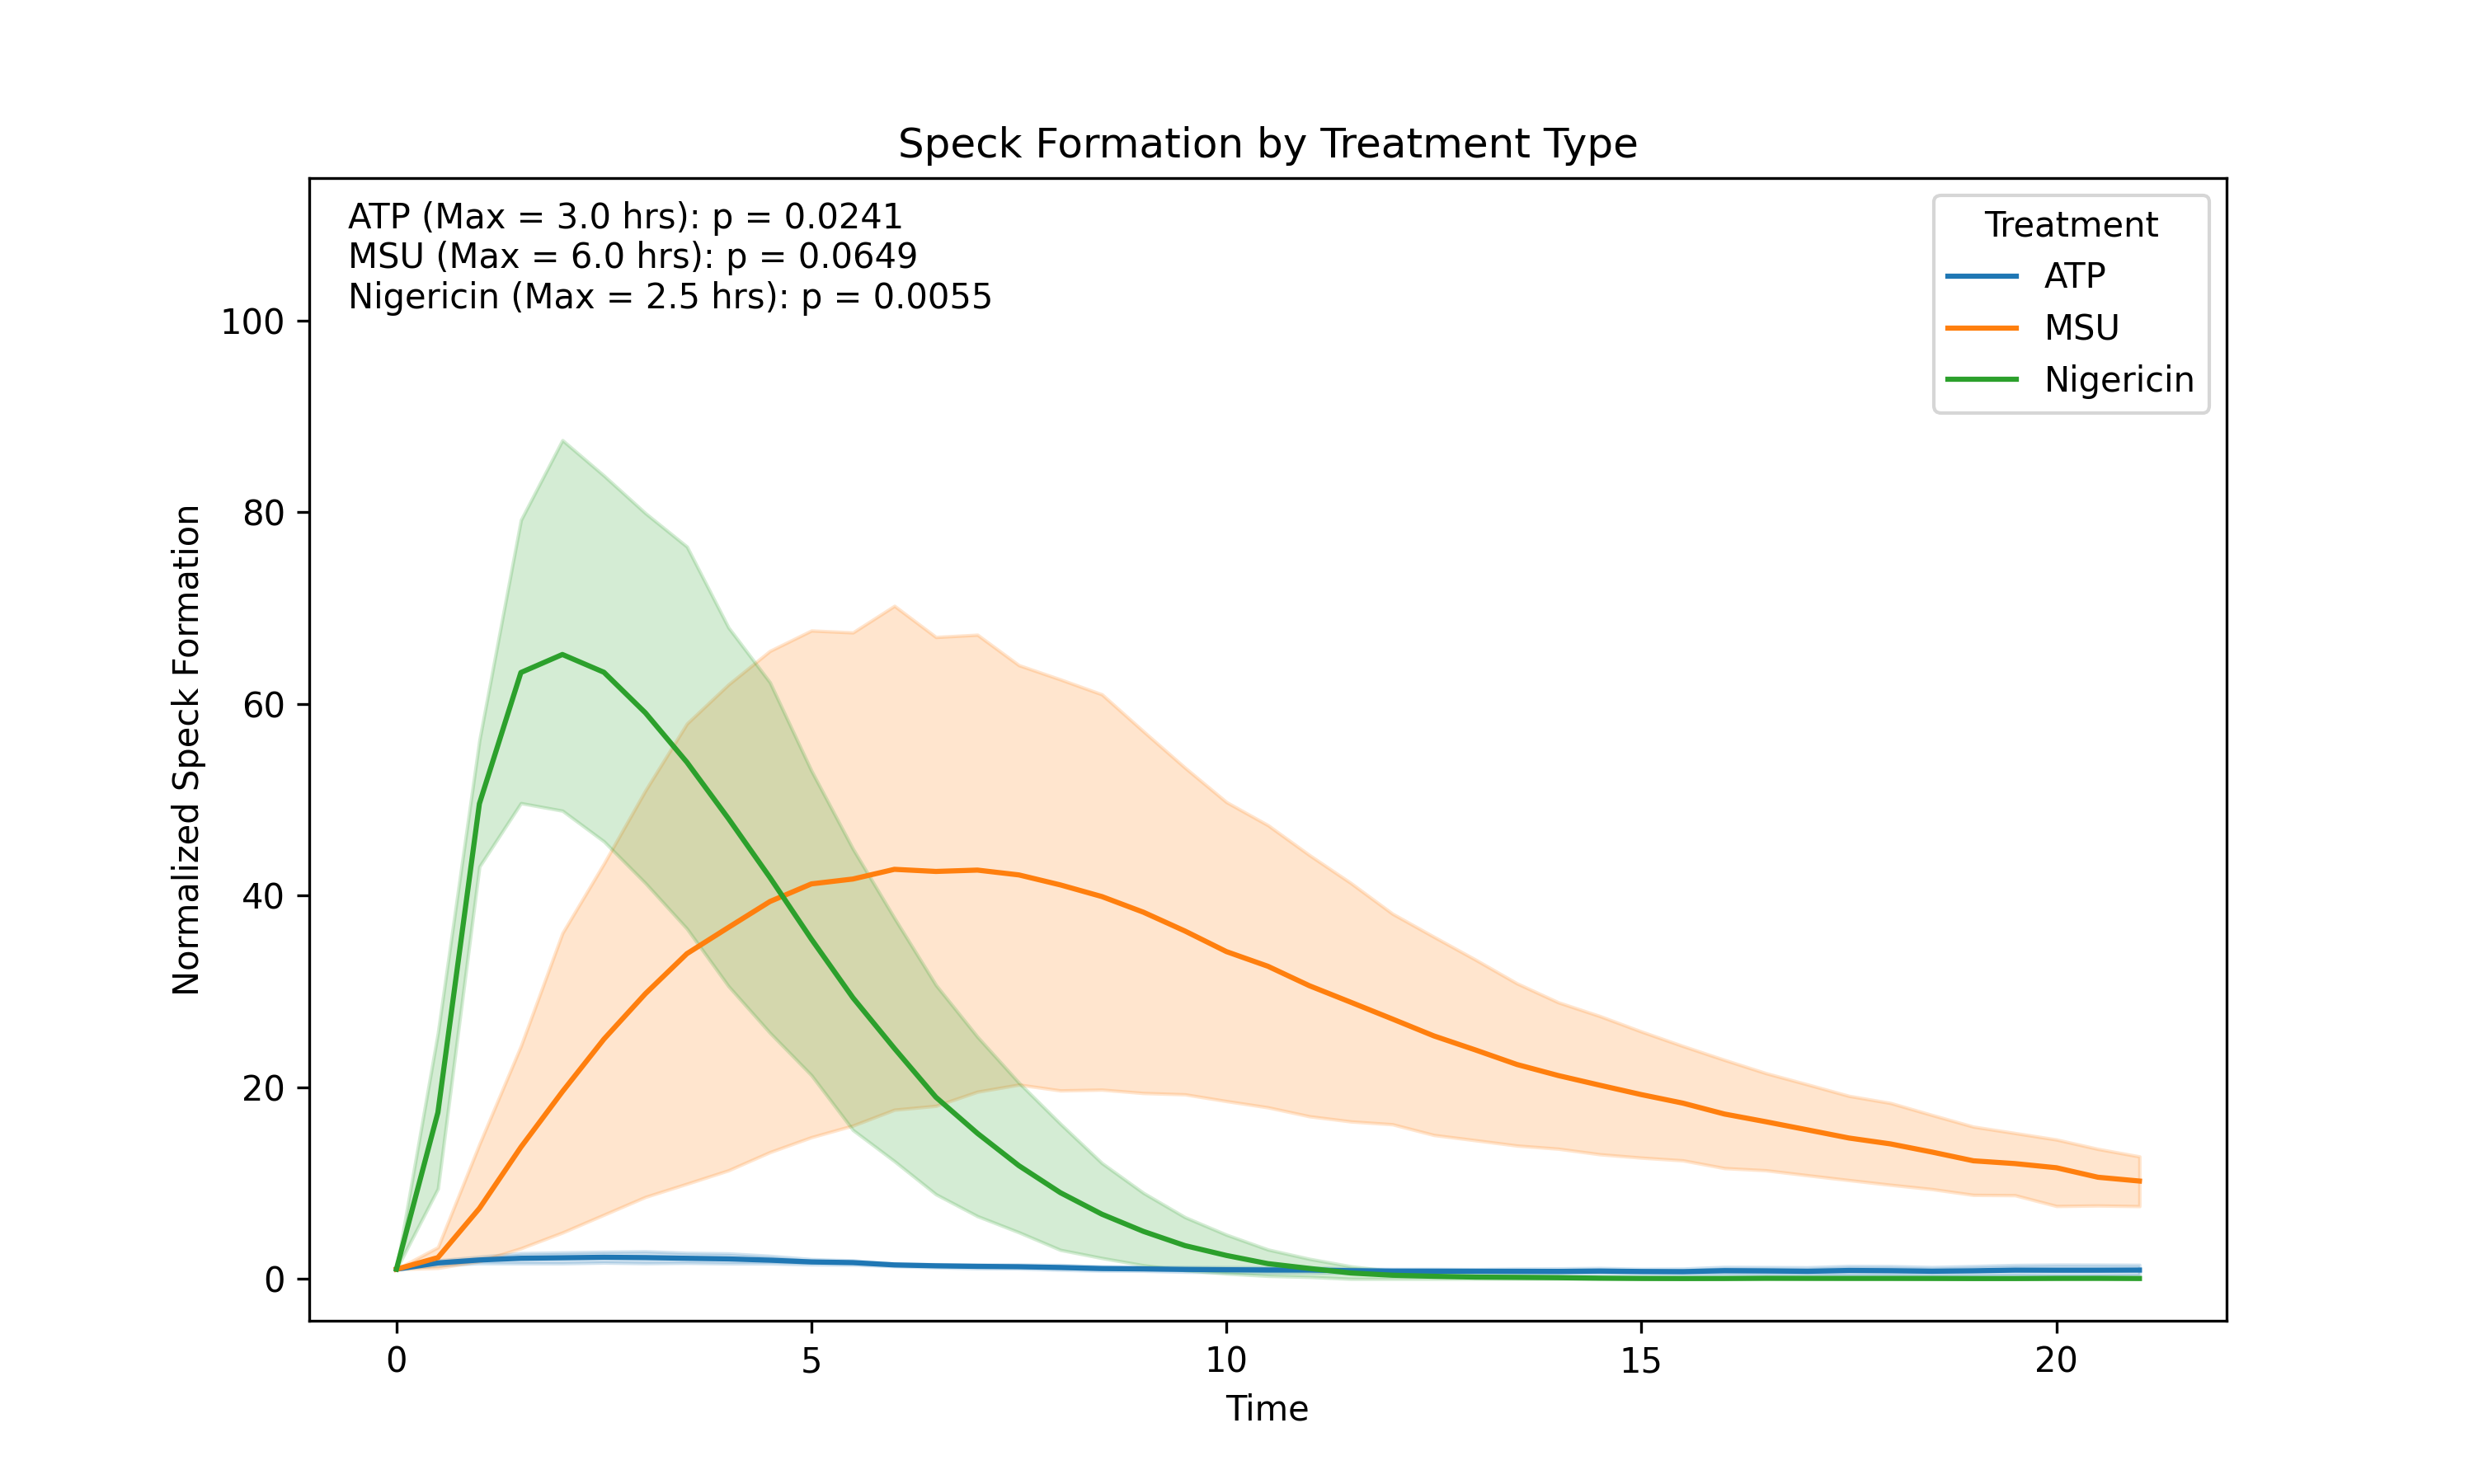 Speck Formation by Treatment Type
ATP (Max = 3.0 hrs): p = 0.0241
MSU (Max = 6.0 hrs): p = 0.0649
Nigericin (Max = 2.5 hrs): p = 0.0055
Treatment
ATP
MSU
Nigericin
Normalized Speck Formation
100
80
60
40
20
0
0 5 10 15 20
Time